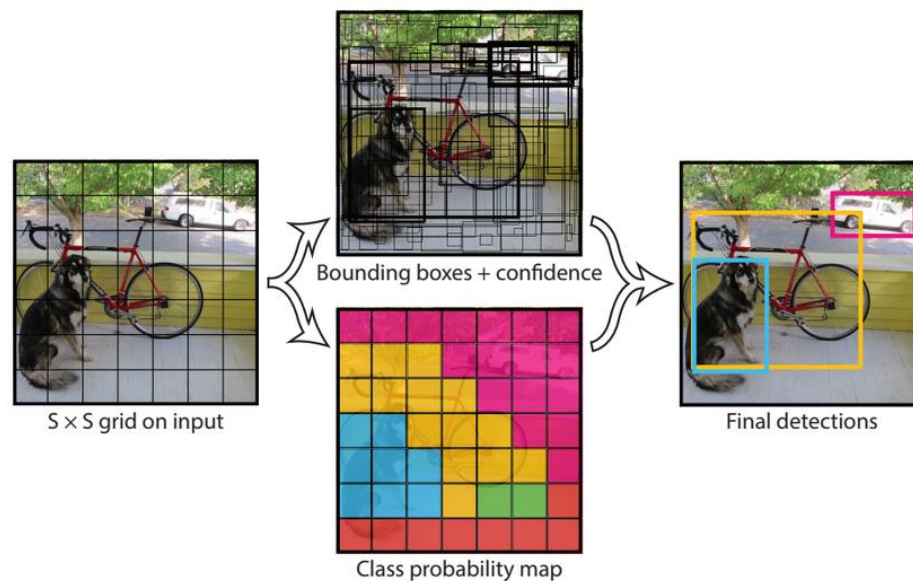 Bounding boxes + confidence
S × S grid on input
Final detections
Class probability map